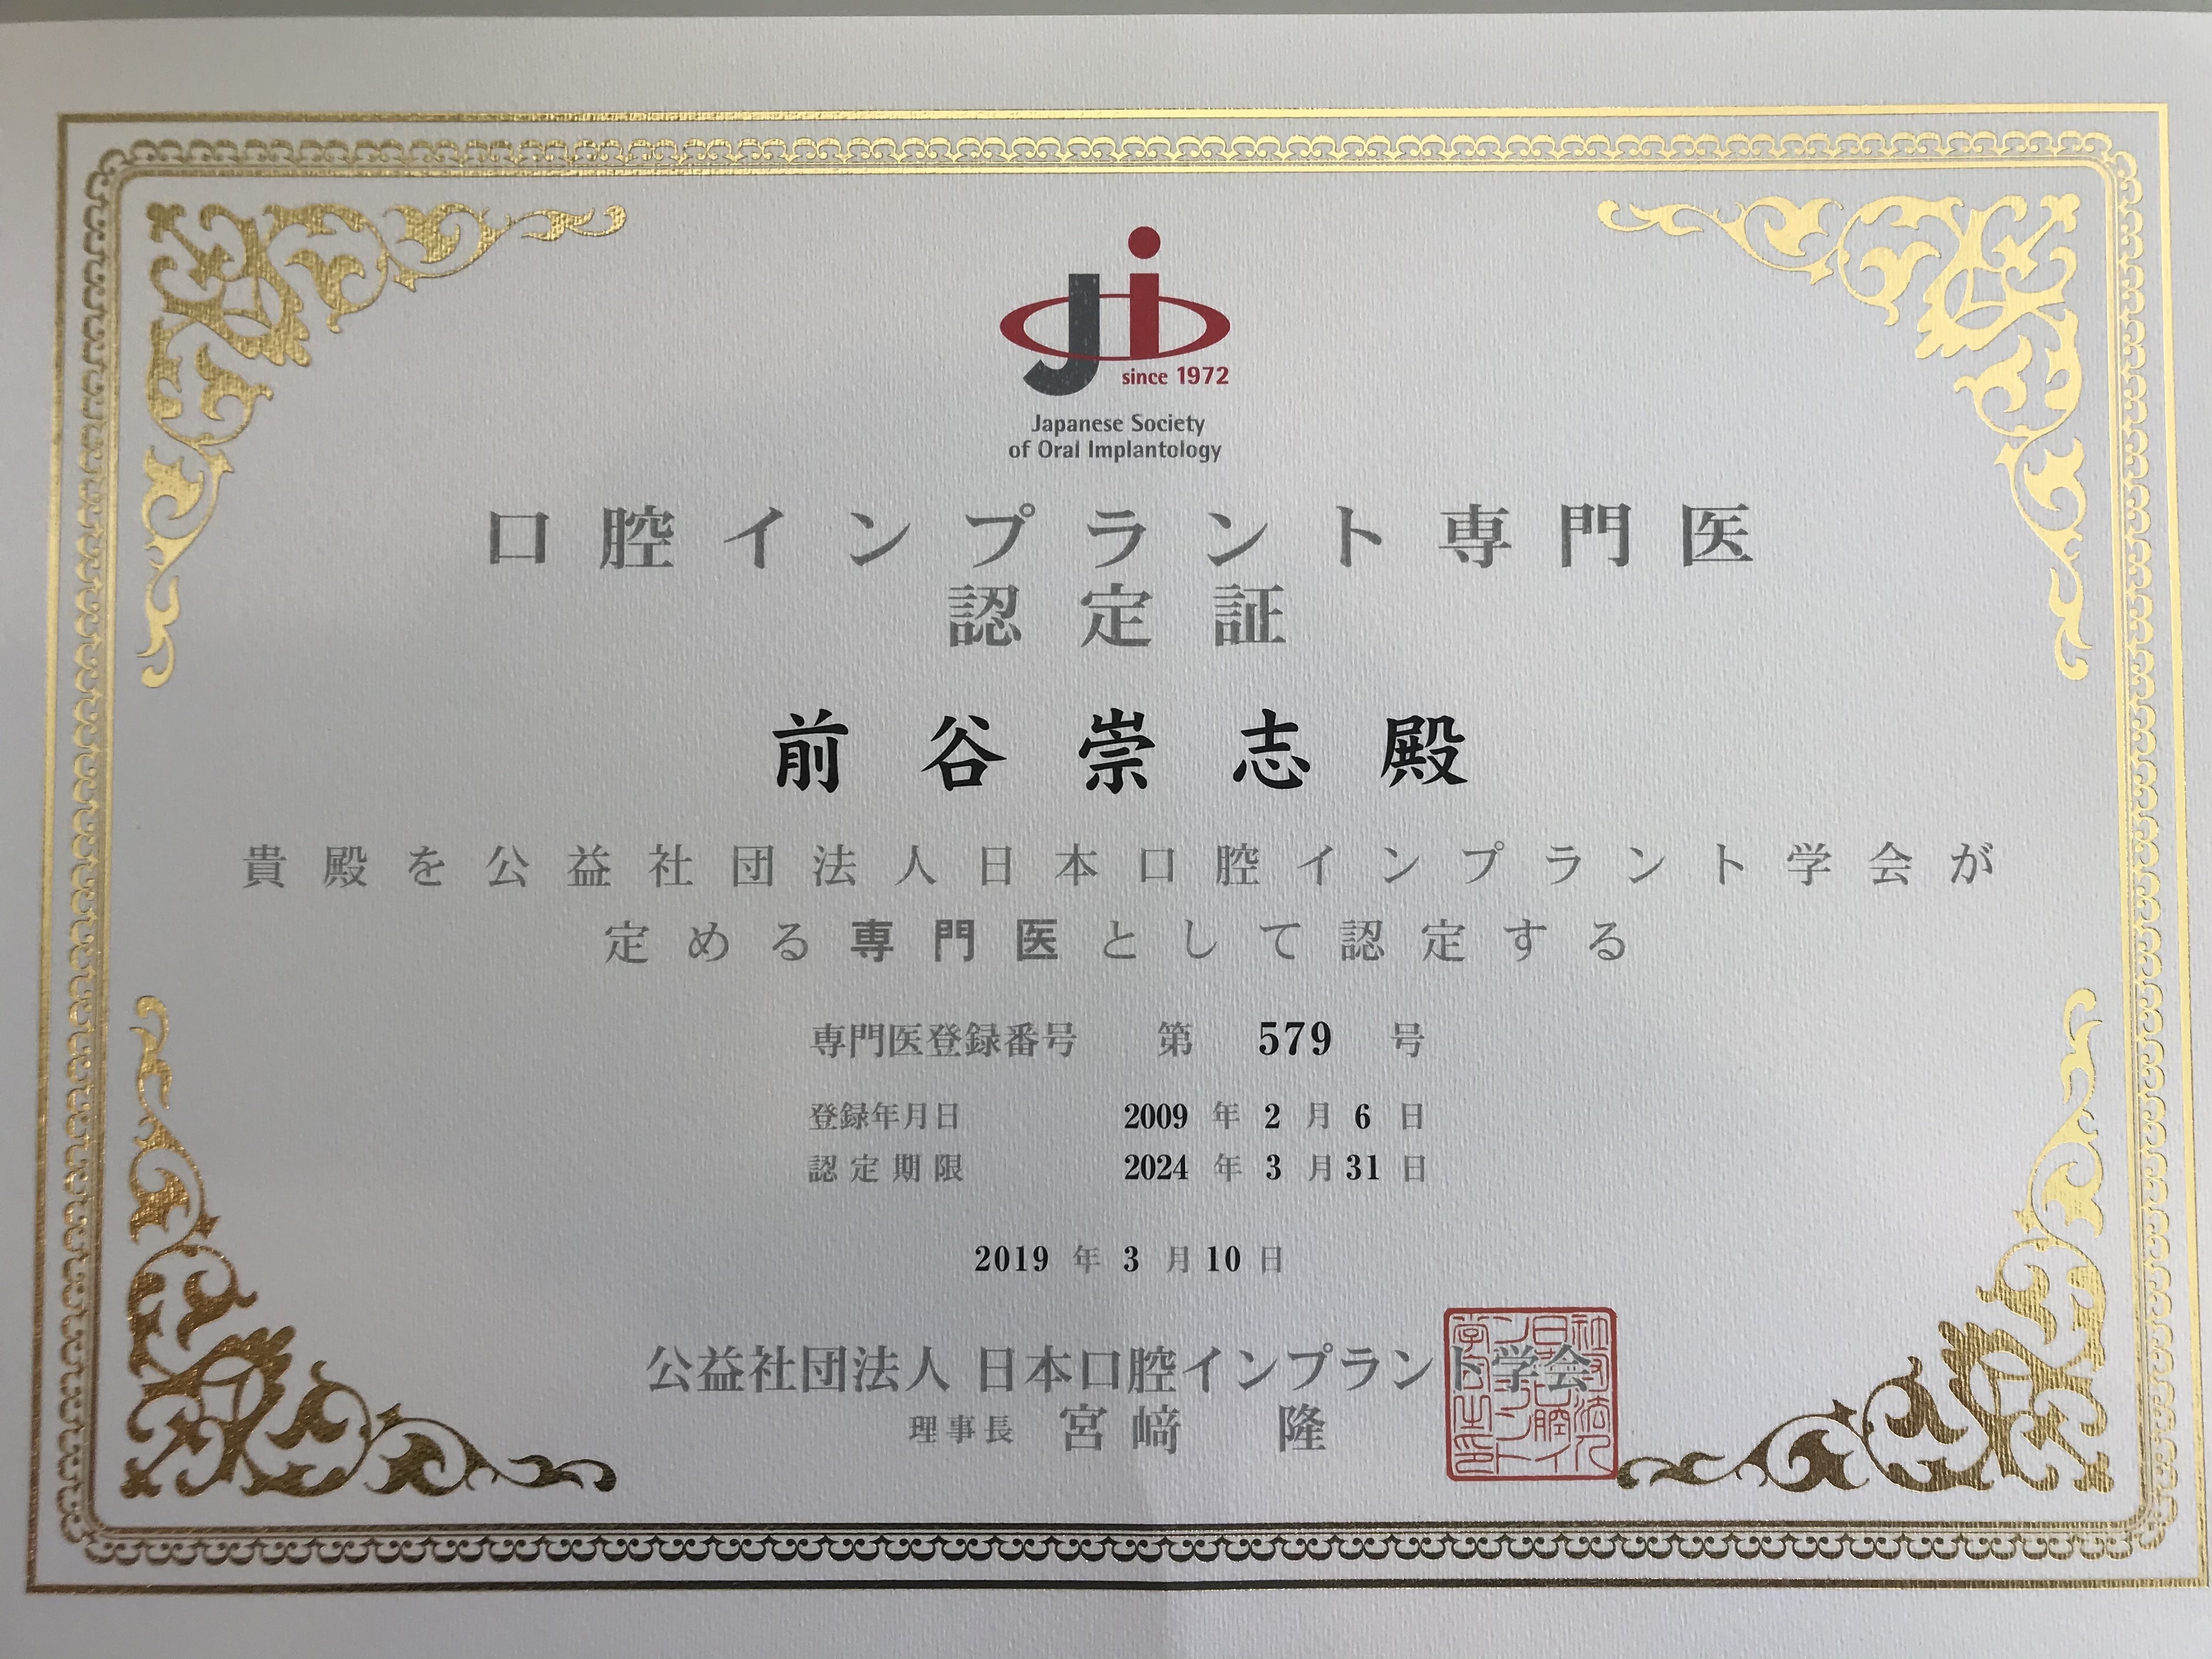 Ji
since 1972
Japanese Society
of Oral Implantology
口腔インプラント専門医
認定証
前谷崇志殿
貴殿を公益社団法人日本口腔インプラント学会が
定める専門医として認定する
専門医登録番号 第 579 号
登録年月日 2009 年 2 月 6 日
認定期限 2024 年 3 月 31 日
2019 年 3 月 10 日
公益社団法人 日本口腔インプラント学会
理事長 宮﨑 隆